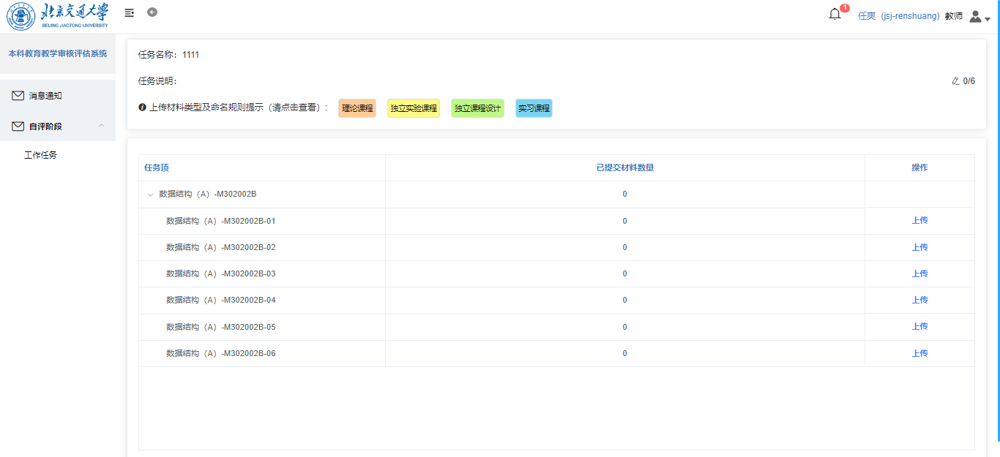 北京交通大学
BEIJING JIAOTONG UNIVERSITY
1
任爽 (jsj-renshuang) 教师
本科教育教学审核评估系统
消息通知
自评阶段
工作任务
任务名称：1111
任务说明：
0/6
上传材料类型及命名规则提示（请点击查看）：
理论课程 独立实验课程 独立课程设计 实习课程
任务项 已提交材料数量 操作
数据结构（A）-M302002B 0
数据结构（A）-M302002B-01 0 上传
数据结构（A）-M302002B-02 0 上传
数据结构（A）-M302002B-03 0 上传
数据结构（A）-M302002B-04 0 上传
数据结构（A）-M302002B-05 0 上传
数据结构（A）-M302002B-06 0 上传